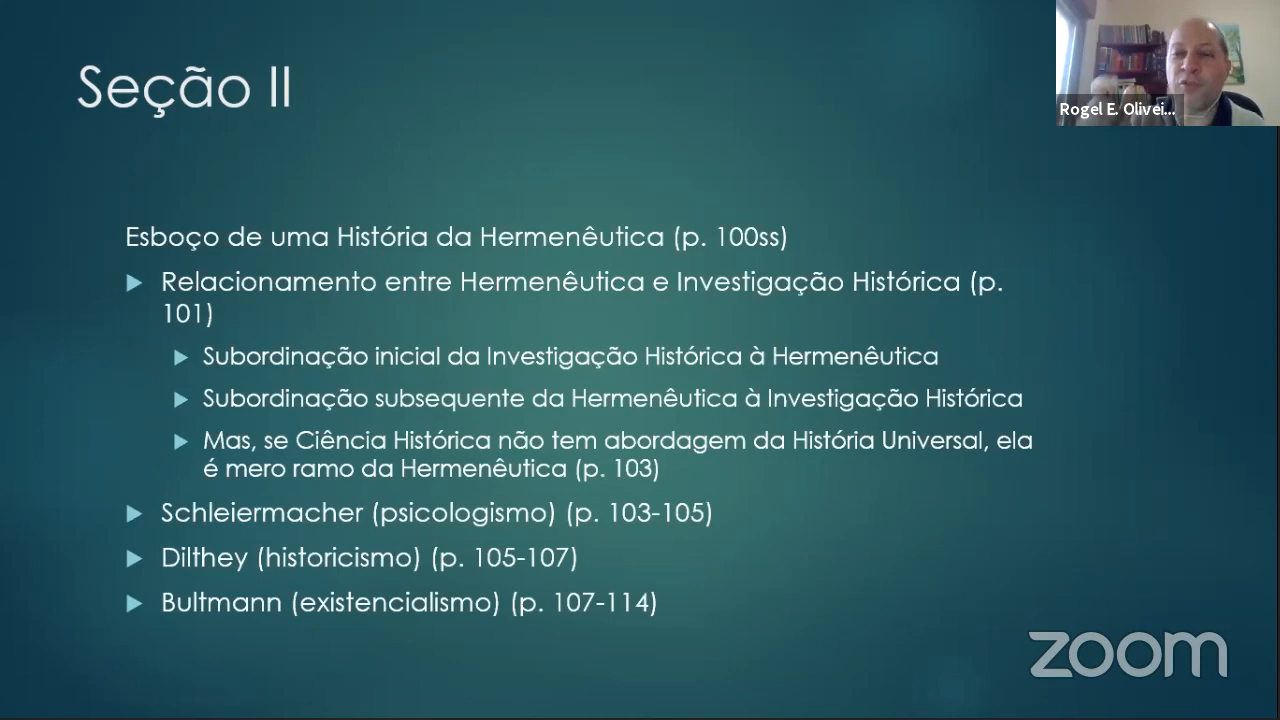 Seção II
Rogel E. Olivei...
Esboço de uma História da Hermenêutica (p. 100ss)
Relacionamento entre Hermenêutica e Investigação Histórica (p.
101)
Subordinação inicial da Investigação Histórica à Hermenêutica
Subordinação subsequente da Hermenêutica à Investigação Histórica
Mas, se Ciência Histórica não tem abordagem da História Universal, ela
é mero ramo da Hermenêutica (p. 103)
Schleiermacher (psicologismo) (p. 103-105)
Dilthey (historicismo) (p. 105-107)
Bultmann (existencialismo) (p. 107-114)
zoom